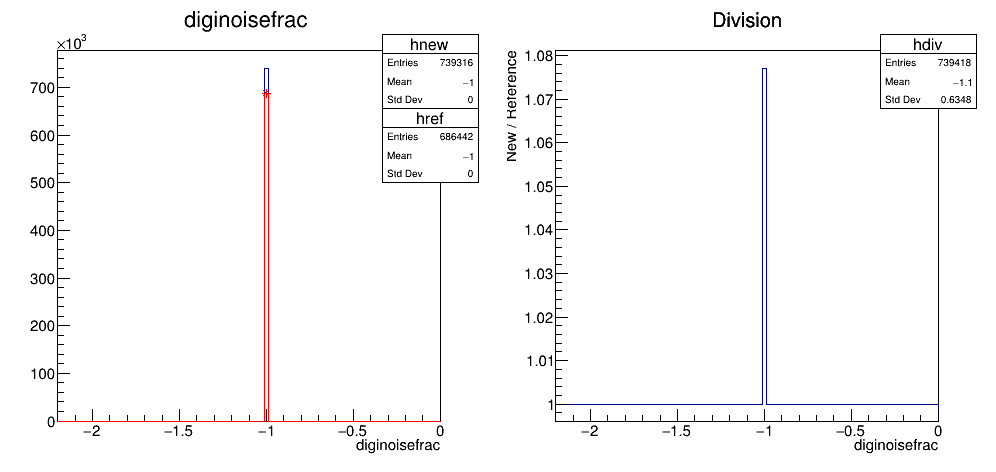 diginoisefrac
×10³
700
600
500
400
300
200
100
0
−2
−1.5
−1
−0.5
0
diginoisefrac
hnew
Entries 739316
Mean −1
Std Dev 0
href
Entries 686442
Mean −1
Std Dev 0
Division
New / Reference
1.08
1.07
1.06
1.05
1.04
1.03
1.02
1.01
1
−2
−1.5
−1
−0.5
0
diginoisefrac
hdiv
Entries 739418
Mean −1.1
Std Dev 0.6348